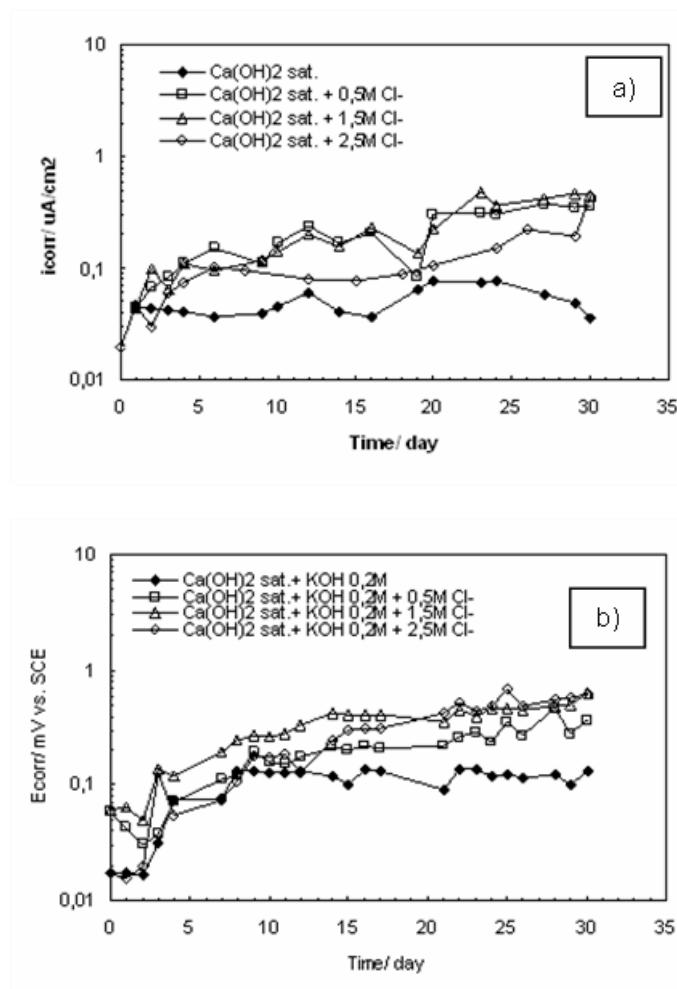 10
Ca(OH)2 sat.
Ca(OH)2 sat. + 0,5M Cl-
Ca(OH)2 sat. + 1,5M Cl-
Ca(OH)2 sat. + 2,5M Cl-
a)
1
0,1
0,01
icorr/ uA/cm2
0 5 10 15 20 25 30 35
Time/ day
10
Ca(OH)2 sat.+ KOH 0,2M
Ca(OH)2 sat.+ KOH 0,2M + 0,5M Cl-
Ca(OH)2 sat.+ KOH 0,2M + 1,5M Cl-
Ca(OH)2 sat.+ KOH 0,2M + 2,5M Cl-
b)
1
0,1
0,01
Ecorr/ mV vs. SCE
0 5 10 15 20 25 30 35
Time/ day